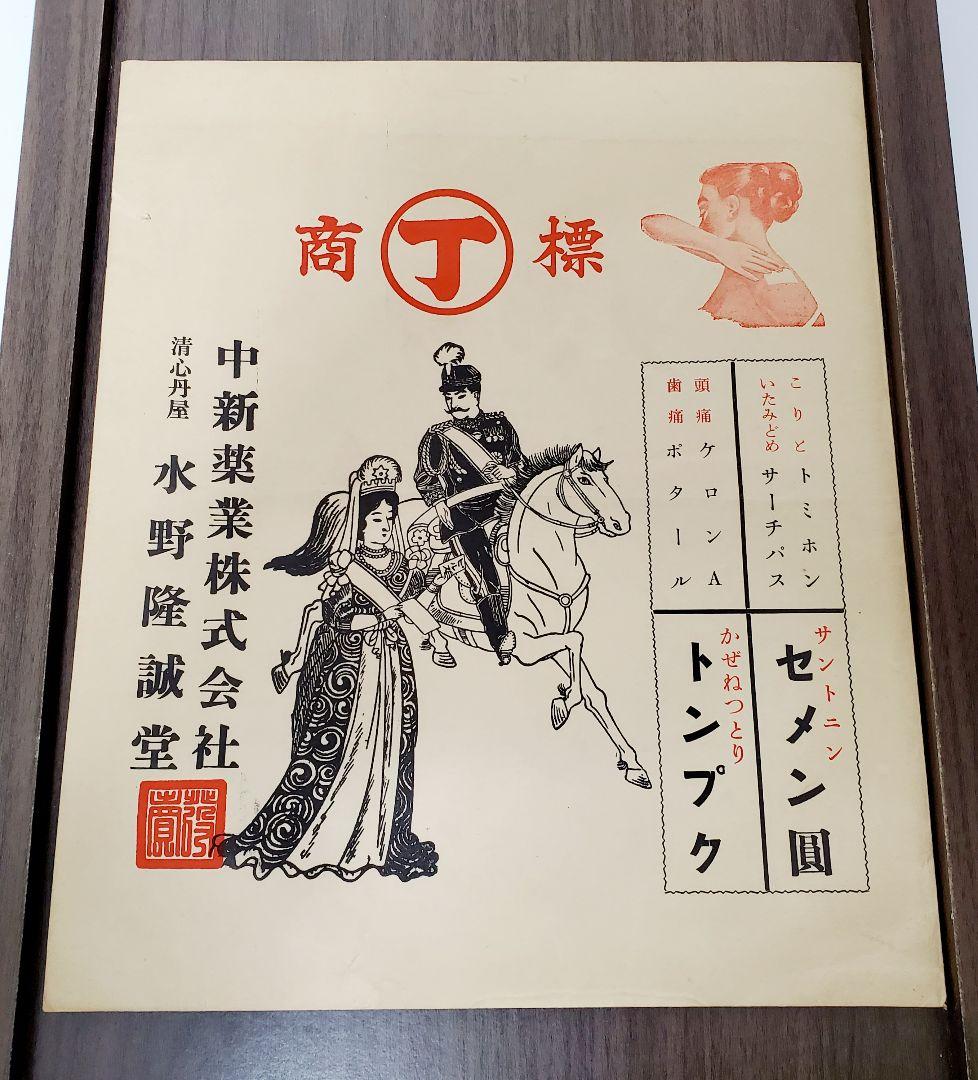 商 丁 標
こりと
いたみどめ
トミホン
サーチパス
頭痛 ケロンA
歯痛 ポタール
サントニン
セメン圓
かぜねつとり
トンプク
中新薬業株式会社
清心丹屋 水野隆誠堂
發賣